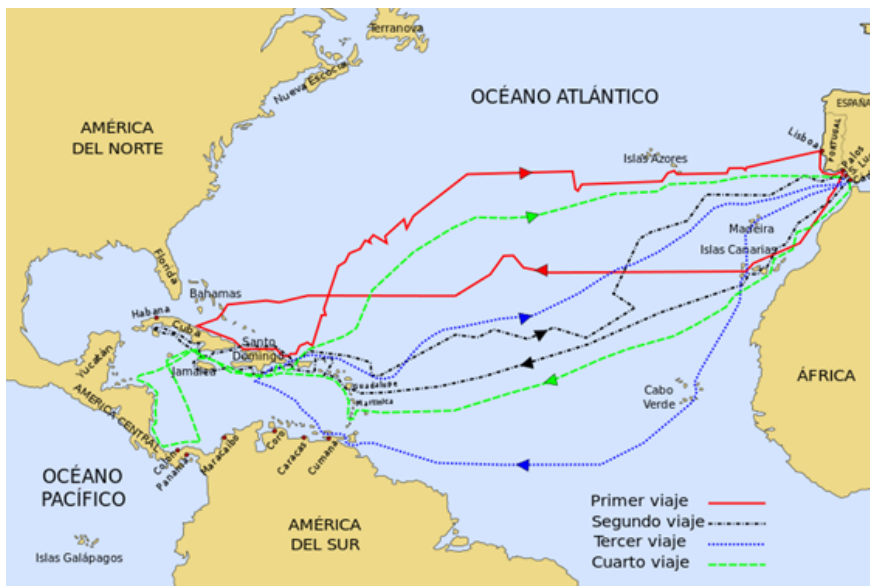 Terranova
Nueva Escocia
OCÉANO ATLÁNTICO
ESPAÑA
AMÉRICA
DEL NORTE
Lisboa
PORTUGAL
Palos
Islas Azores
Madeira
Islas Canarias
Florida
Bahamas
Habana
Cuba
Santo
Domingo
Yucatán
Jamaica
Guadalupe
Martinica
ÁFRICA
Cabo
Verde
AMÉRICA CENTRAL
Colón
Panamá
Maracaibo
Coro
Caracas
Cumana
OCÉANO
PACÍFICO
Islas Galápagos
AMÉRICA
DEL SUR
Primer viaje
Segundo viaje
Tercer viaje
Cuarto viaje